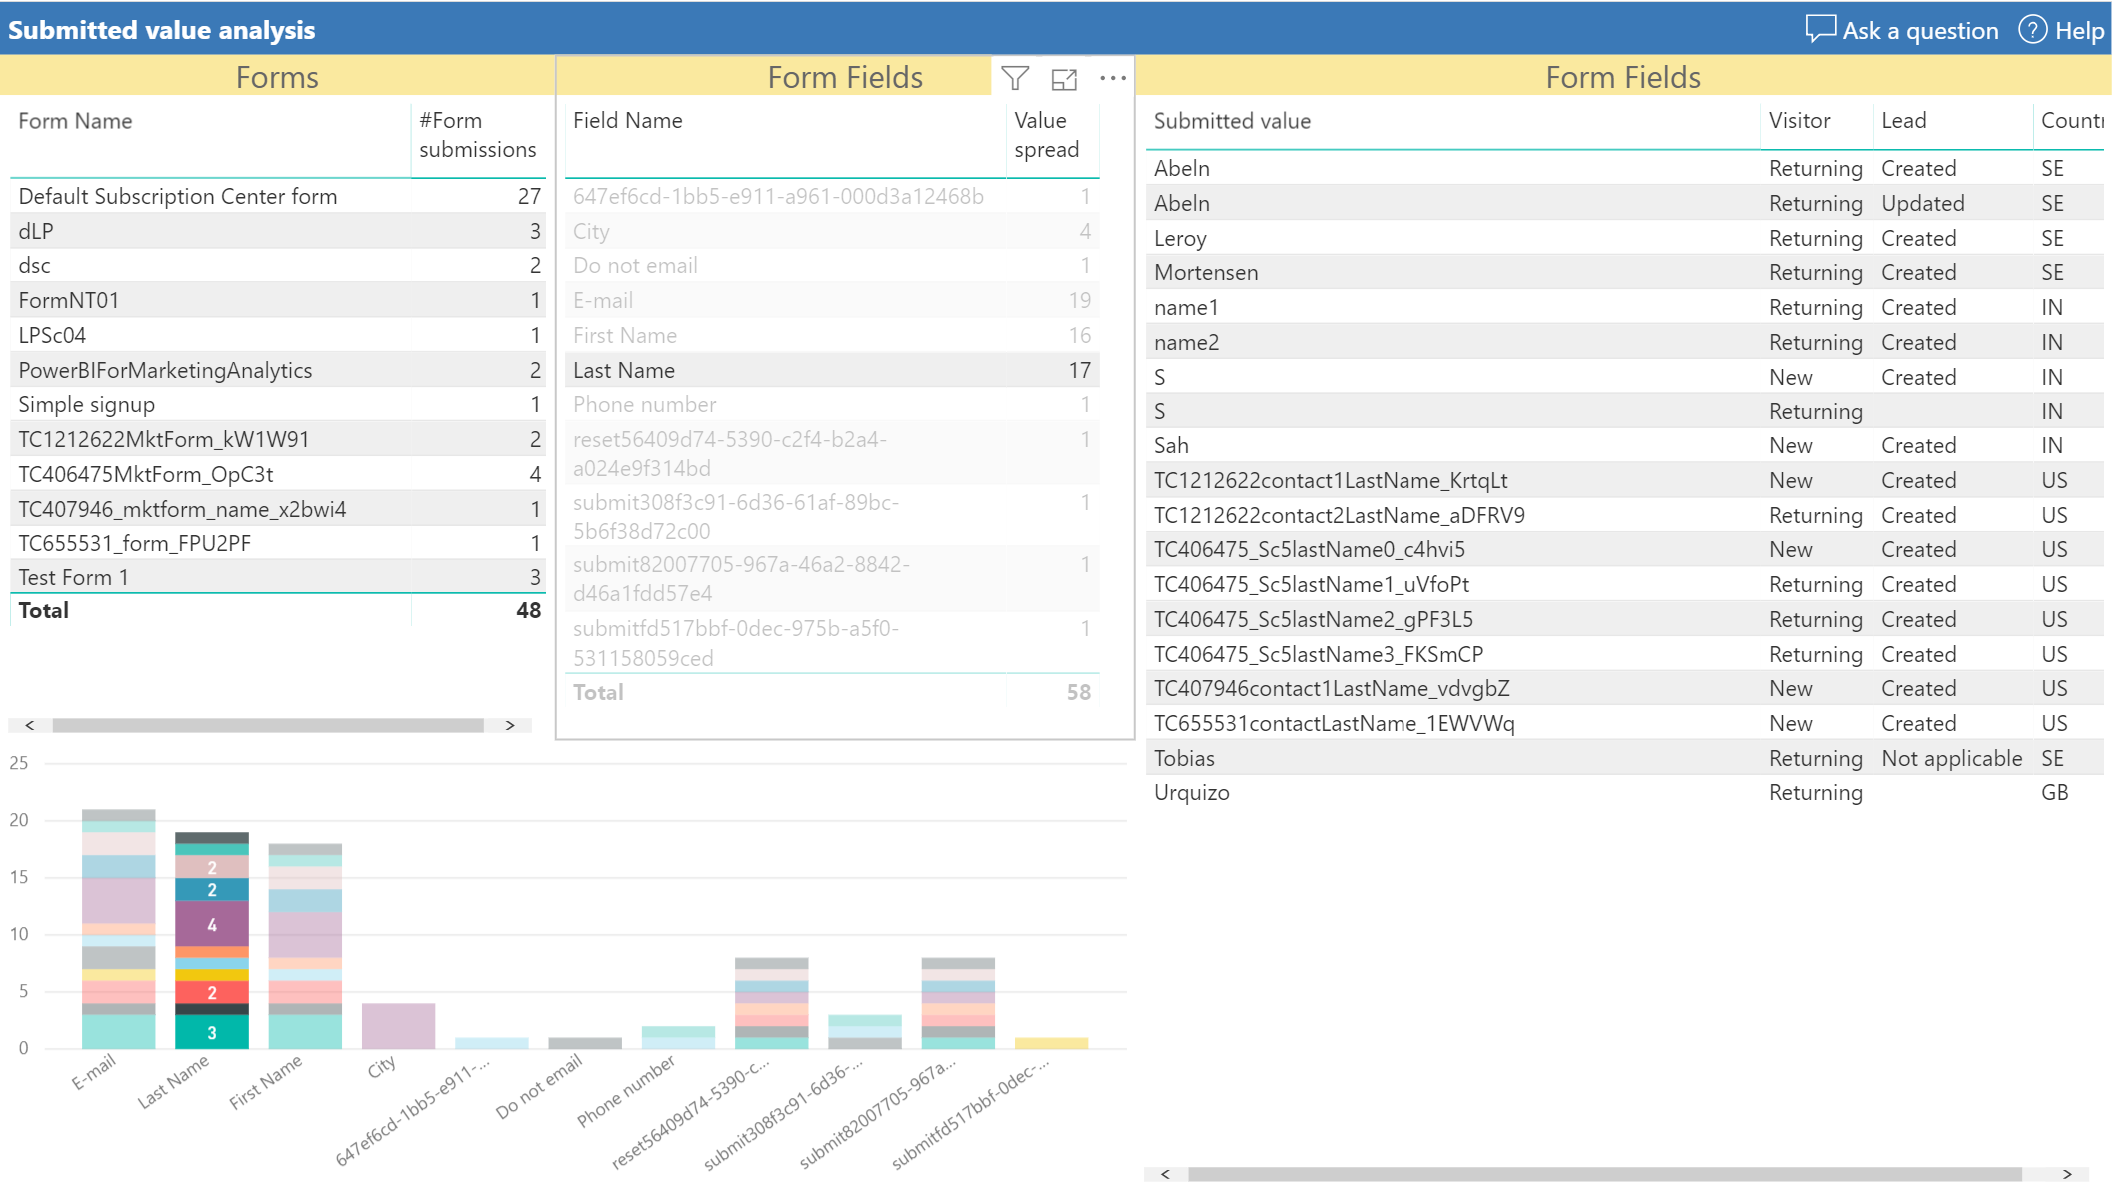 Submitted value analysis
Ask a question
? Help
Forms
Form Name
#Form
submissions
Default Subscription Center form 27
dLP 3
dsc 2
FormNT01 1
LPSc04 1
PowerBIForMarketingAnalytics 2
Simple signup 1
TC1212622MktForm_kW1W91 2
TC406475MktForm_OpC3t 4
TC407946_mktform_name_x2bwi4 1
TC655531_form_FPU2PF 1
Test Form 1 3
Total 48
Form Fields
Field Name
Value
spread
647ef6cd-1bb5-e911-a961-000d3a12468b 1
City 4
Do not email 1
E-mail 19
First Name 16
Last Name 17
Phone number 1
reset56409d74-5390-c2f4-b2a4- 1
a024e9f314bd
submit308f3c91-6d36-61af-89bc- 1
5b6f38d72c00
submit82007705-967a-46a2-8842- 1
d46a1fdd57e4
submitfd517bbf-0dec-975b-a5f0- 1
531158059ced
Total 58
Form Fields
Submitted value Visitor Lead Countr
Abeln Returning Created SE
Abeln Returning Updated SE
Leroy Returning Created SE
Mortensen Returning Created SE
name1 Returning Created IN
name2 Returning Created IN
S New Created IN
S Returning IN
Sah New Created IN
TC1212622contact1LastName_KrtqLt New Created US
TC1212622contact2LastName_aDFRV9 Returning Created US
TC406475_Sc5lastName0_c4hvi5 New Created US
TC406475_Sc5lastName1_uVfoPt Returning Created US
TC406475_Sc5lastName2_gPF3L5 Returning Created US
TC406475_Sc5lastName3_FKSmCP Returning Created US
TC407946contact1LastName_vdvgbZ New Created US
TC655531contactLastName_1EWVWq New Created US
Tobias Returning Not applicable SE
Urquizo Returning GB
25
20
15
10
5
0
2
2
4
2
3
E-mail
Last Name
First Name
City
647ef6cd-1bb5-e911-...
Do not email
Phone number
reset56409d74-5390-c...
submit308f3c91-6d36-...
submit82007705-967a...
submitfd517bbf-0dec-...